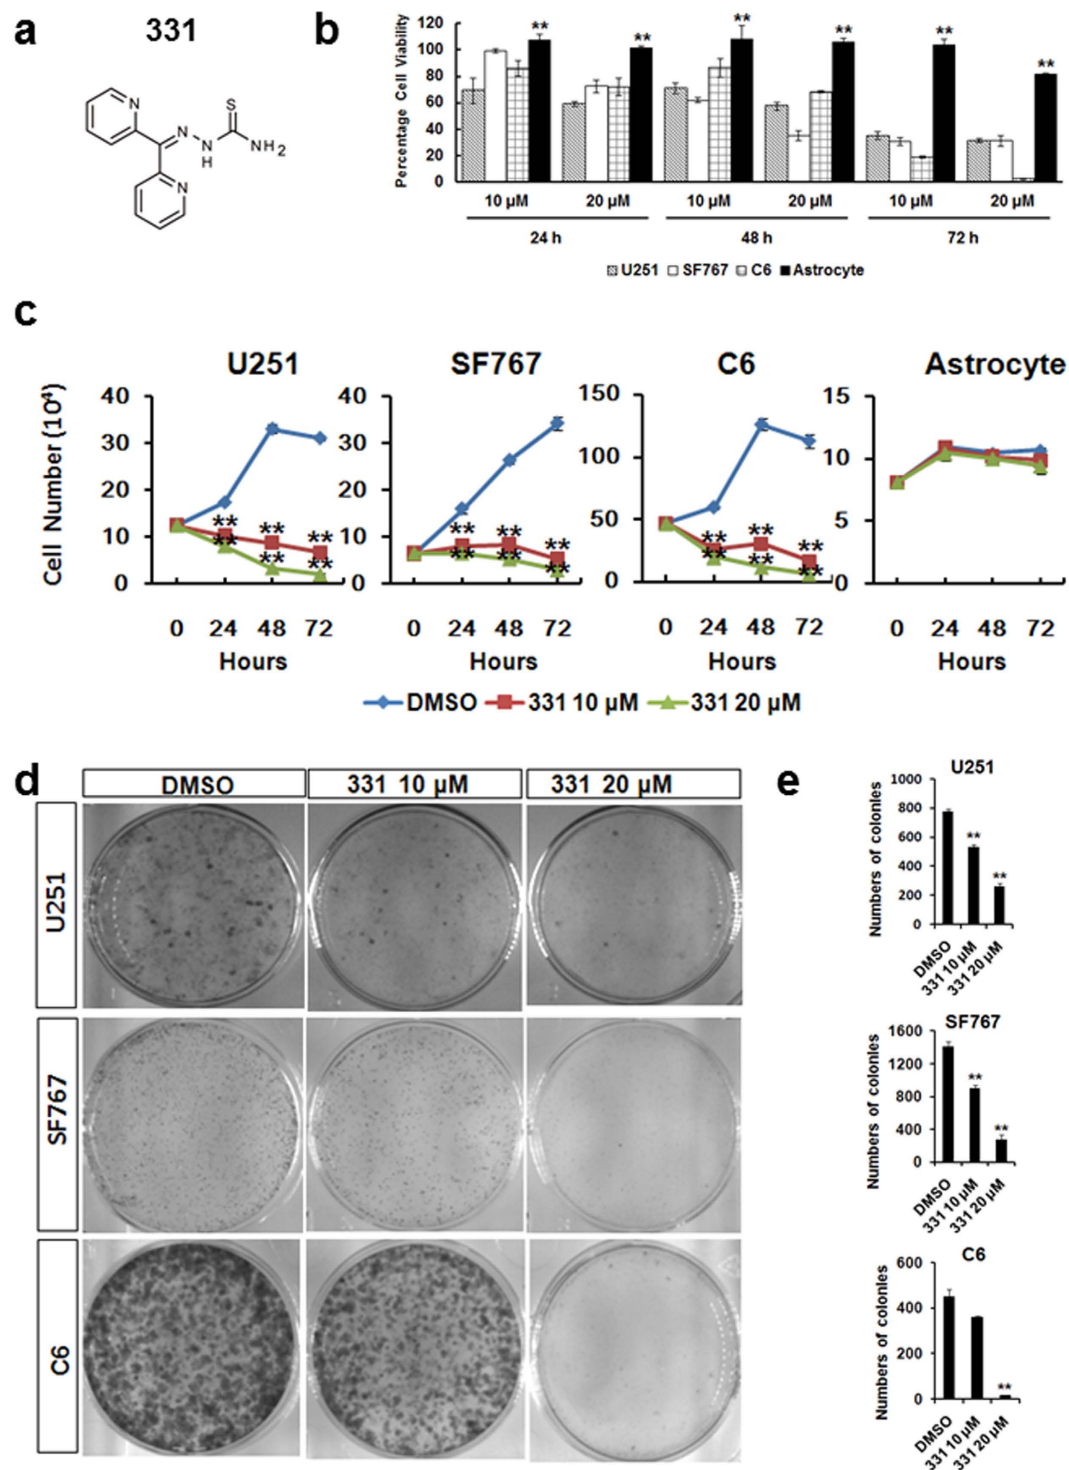 a 331
N
N
N
H
S
NH2
N
b
Percentage Cell Viability
120
100
80
60
40
20
0
** ** ** ** ** **
10 µM 20 µM 10 µM 20 µM 10 µM 20 µM
24 h 48 h 72 h
U251 SF767 C6 Astrocyte
c
U251 SF767 C6 Astrocyte
Cell Number (10⁴)
40 30 20 10 0
** ** **
** ** **
0 24 48 72
Hours
40 30 20 10 0
** ** **
** ** **
0 24 48 72
Hours
150 100 50 0
** ** **
** ** **
0 24 48 72
Hours
15 10 5 0
0 24 48 72
Hours
DMSO 331 10 µM 331 20 µM
d
DMSO 331 10 µM 331 20 µM
U251
SF767
C6
e
U251
Numbers of colonies
1000
800
600
400
200
0
** **
DMSO 331 10 µM 331 20 µM
SF767
Numbers of colonies
1600
1200
800
400
0
** **
DMSO 331 10 µM 331 20 µM
C6
Numbers of colonies
600
400
200
0
**
DMSO 331 10 µM 331 20 µM